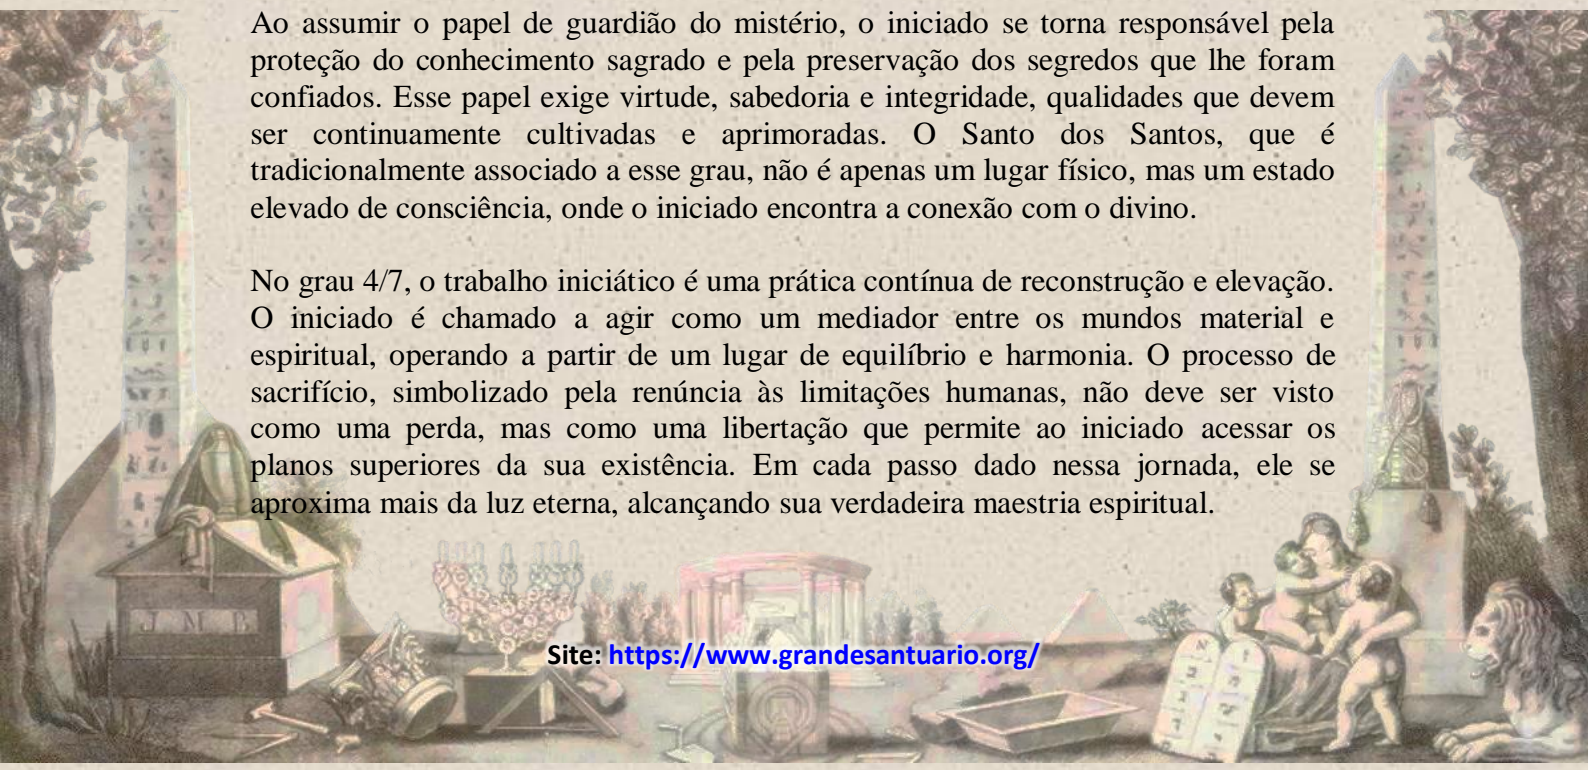 Ao assumir o papel de guardião do mistério, o iniciado se torna responsável pela
proteção do conhecimento sagrado e pela preservação dos segredos que lhe foram
confiados. Esse papel exige virtude, sabedoria e integridade, qualidades que devem
ser continuamente cultivadas e aprimoradas. O Santo dos Santos, que é
tradicionalmente associado a esse grau, não é apenas um lugar físico, mas um estado
elevado de consciência, onde o iniciado encontra a conexão com o divino.
No grau 4/7, o trabalho iniciático é uma prática contínua de reconstrução e elevação.
O iniciado é chamado a agir como um mediador entre os mundos material e
espiritual, operando a partir de um lugar de equilíbrio e harmonia. O processo de
sacrifício, simbolizado pela renúncia às limitações humanas, não deve ser visto
como uma perda, mas como uma libertação que permite ao iniciado acessar os
planos superiores da sua existência. Em cada passo dado nessa jornada, ele se
aproxima mais da luz eterna, alcançando sua verdadeira maestria espiritual.
J M B
Site: https://www.grandesantuario.org/